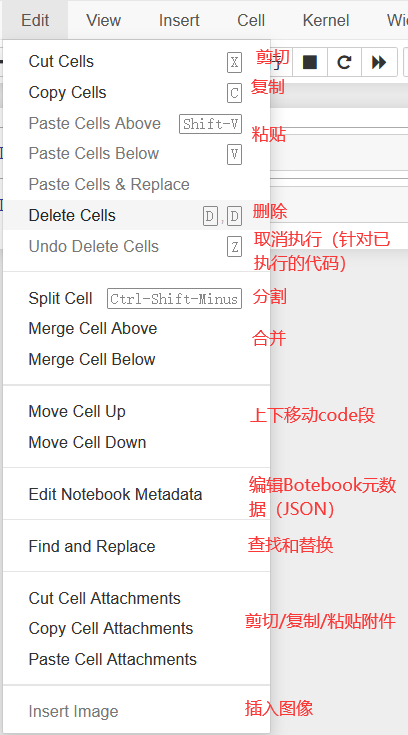 Edit View Insert Cell Kernel Wi
Cut Cells X 剪切
Copy Cells C 复制
Paste Cells Above Shift-V 粘贴
Paste Cells Below V
Paste Cells & Replace
Delete Cells D,D 删除
Undo Delete Cells Z 取消执行（针对已
执行的代码）
Split Cell Ctrl-Shift-Minus 分割
Merge Cell Above 合并
Merge Cell Below
Move Cell Up 上下移动code段
Move Cell Down
Edit Notebook Metadata 编辑Botebook元数
据（JSON）
Find and Replace 查找和替换
Cut Cell Attachments
Copy Cell Attachments 剪切/复制/粘贴附件
Paste Cell Attachments
Insert Image 插入图像